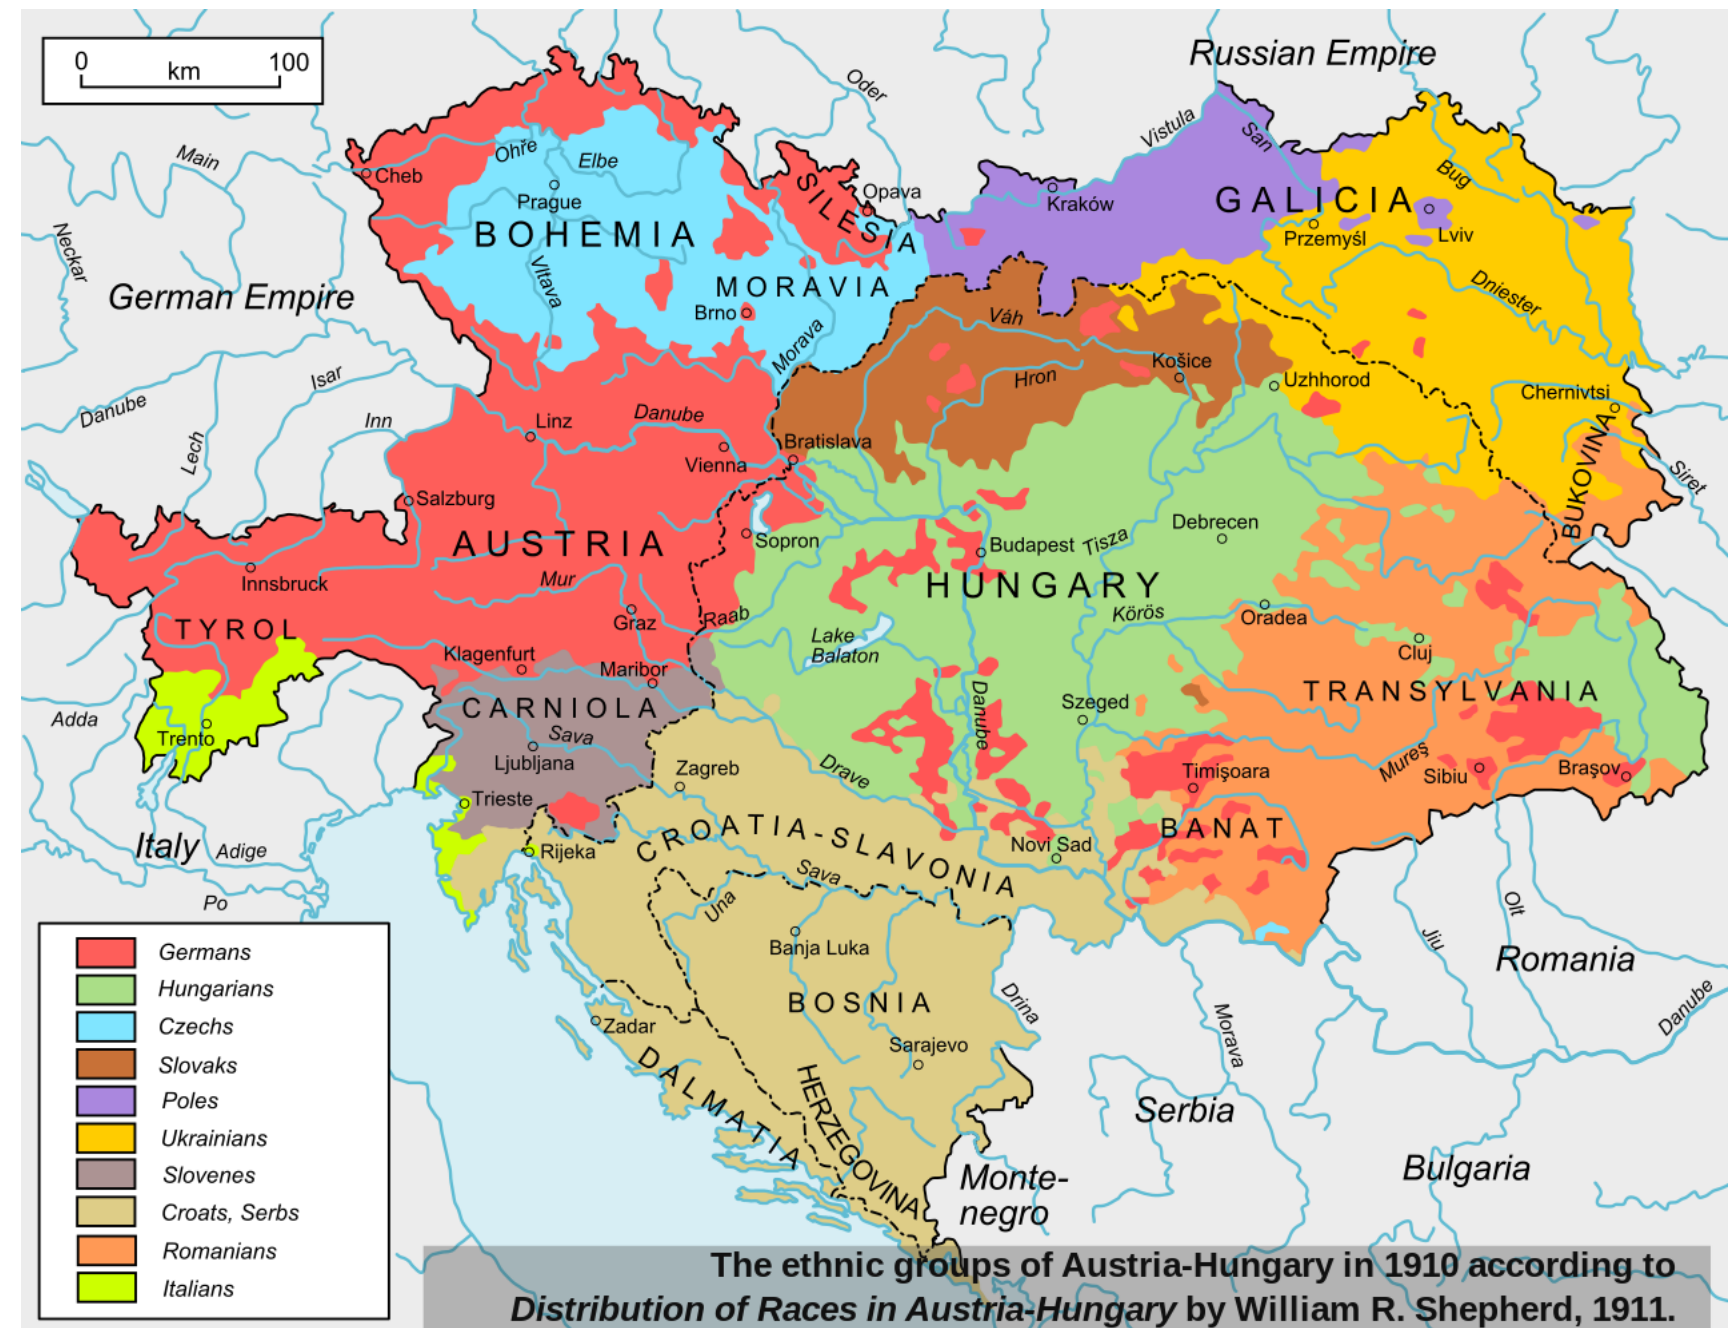 0 100
km
Russian Empire
Oder
Vistula
San
Main
Ohře
Elbe
Cheb
Prague
Opava
SILESIA
Kraków
GALICIA
Bug
Przemyśl
Lviv
BOHEMIA
Neckar
German Empire
Vltava
MORAVIA
Brno
Morava
Dniester
Váh
Isar
Hron
Košice
Uzhhorod
Chernivtsi
Danube
Inn
Linz
Danube
Lech
Vienna
Bratislava
BUKOVINA
Siret
Salzburg
AUSTRIA
Sopron
Budapest
Tisza
Debrecen
Innsbruck
Mur
HUNGARY
Raab
Körös
Oradea
TYROL
Graz
Lake
Balaton
Klagenfurt
Maribor
Cluj
TRANSYLVANIA
Adda
Trento
CARNIOLA
Sava
Ljubljana
Danube
Szeged
Zagreb
Drave
Timişoara
Mureş
Sibiu
Braşov
Trieste
BANAT
Italy
Adige
Rijeka
CROATIA-SLAVONIA
Novi Sad
Po
Una
Sava
Olt
Jiu
Banja Luka
Romania
BOSNIA
Drina
Danube
Zadar
Sarajevo
Morava
DALMATIA
HERZEGOVINA
Serbia
Monte-
negro
Bulgaria
Germans
Hungarians
Czechs
Slovaks
Poles
Ukrainians
Slovenes
Croats, Serbs
Romanians
Italians
The ethnic groups of Austria-Hungary in 1910 according to
Distribution of Races in Austria-Hungary by William R. Shepherd, 1911.